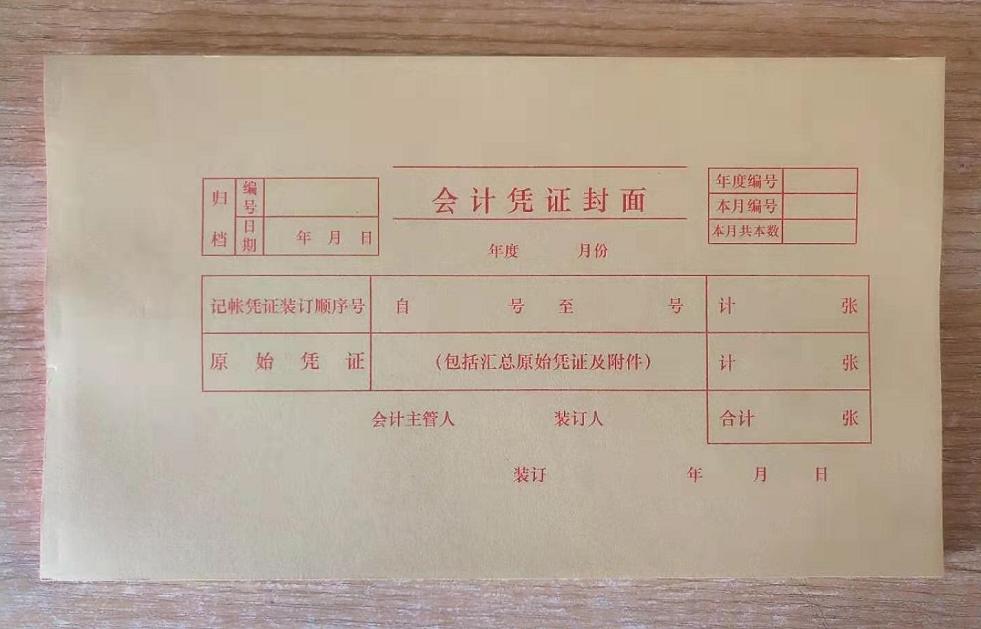 会计凭证封面
年度 月份
归档
编号
日期 年 月 日
年度编号
本月编号
本月共本数
记帐凭证装订顺序号 自 号 至 号 计 张
原始凭证 (包括汇总原始凭证及附件) 计 张
会计主管人 装订人 合计 张
装订 年 月 日